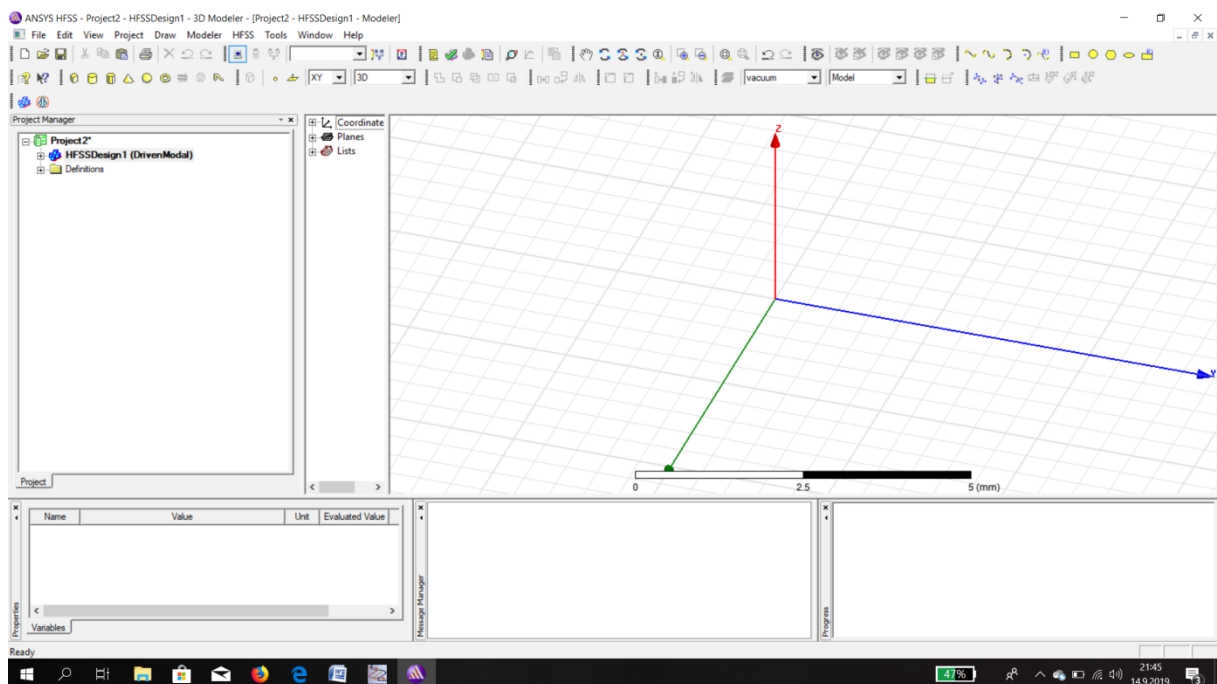 ANSYS HFSS - Project2 - HFSSDesign1 - 3D Modeler - [Project2 - HFSSDesign1 - Modeler]
File Edit View Project Draw Modeler HFSS Tools Window Help
XY 3D vacuum Model
Project Manager
Project2*
HFSSDesign1 (DrivenModal)
Definitions
Project
Coordinate
Planes
Lists
Z
Y
0 2.5 5 (mm)
Name Value Unit Evaluated Value
Variables
Properties
Message Manager
Progress
Ready
47%
21:45
14.9.2019
3